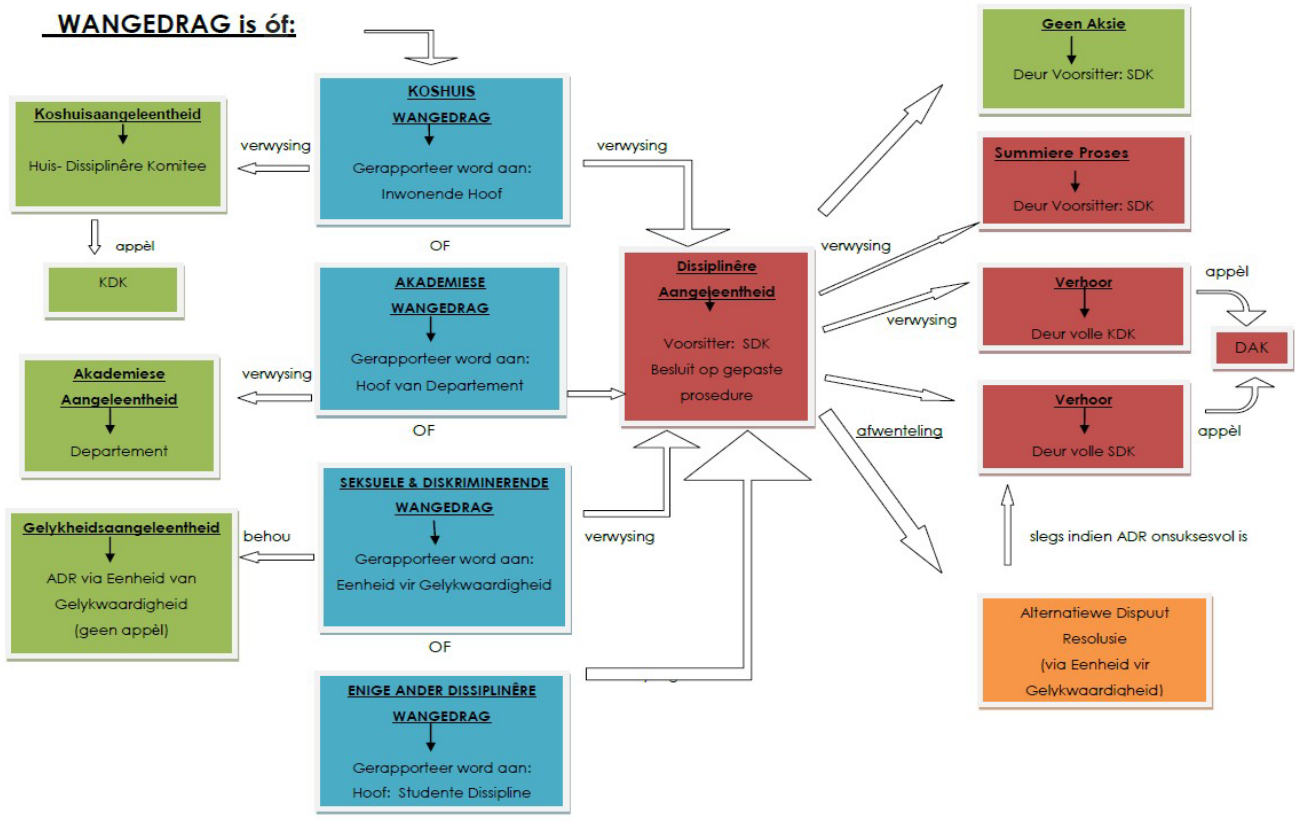 WANGEDRAG is óf:
KOSHUIS
WANGEDRAG
Gerapporteer word aan:
Inwonende Hoof
verwysing
Koshuisaangeleentheid
Huis- Dissiplinêre Komitee
appèl
KDK
verwysing
OF
AKADEMIESE
WANGEDRAG
Gerapporteer word aan:
Hoof van Departement
verwysing
Akademiese
Aangeleentheid
Departement
OF
SEKSUELE & DISKRIMINERENDE
WANGEDRAG
Gerapporteer word aan:
Eenheid vir Gelykwaardigheid
behou
Gelykheidsaangeleentheid
ADR via Eenheid van
Gelykwaardigheid
(geen appèl)
verwysing
OF
ENIGE ANDER DISSIPLINÊRE
WANGEDRAG
Gerapporteer word aan:
Hoof: Studente Dissipline
Dissiplinêre
Aangeleentheid
Voorsitter: SDK
Besluit op gepaste
prosedure
Geen Aksie
Deur Voorsitter: SDK
verwysing
Summiere Proses
Deur Voorsitter: SDK
verwysing
Verhoor
Deur volle KDK
appèl
DAK
afwenteling
Verhoor
Deur volle SDK
appèl
slegs indien ADR onsuksesvol is
Alternatiewe Dispuut
Resolusie
(via Eenheid vir
Gelykwaardigheid)